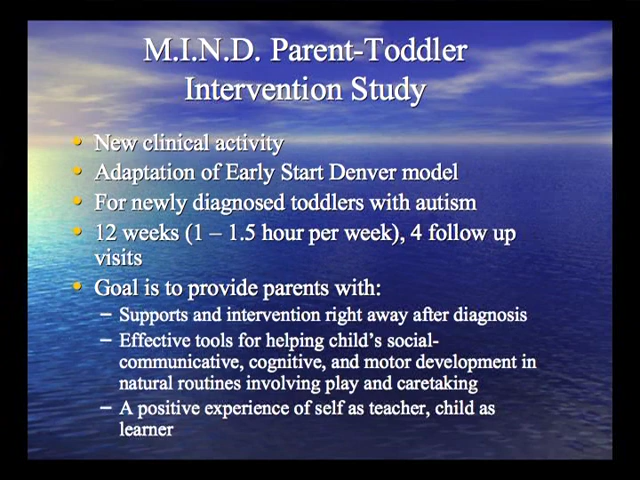 M.I.N.D. Parent-Toddler
Intervention Study
• New clinical activity
• Adaptation of Early Start Denver model
• For newly diagnosed toddlers with autism
• 12 weeks (1 – 1.5 hour per week), 4 follow up
visits
• Goal is to provide parents with:
– Supports and intervention right away after diagnosis
– Effective tools for helping child's social-
communicative, cognitive, and motor development in
natural routines involving play and caretaking
– A positive experience of self as teacher, child as
learner